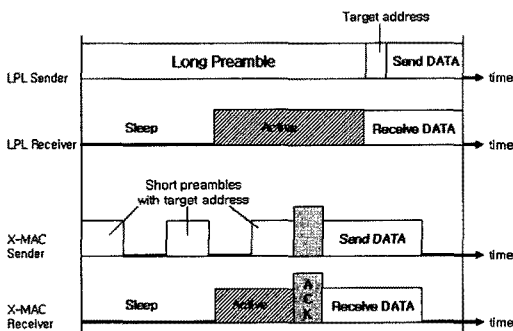 Target address
Long Preamble
Send DATA
LPL Sender
time
Sleep
Active
Receive DATA
LPL Receiver
time
Short preambles
with target address
Send DATA
X-MAC
Sender
time
Sleep
Active
ACK
Receive DATA
X-MAC
Receiver
time